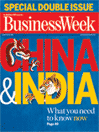 SPECIAL DOUBLE ISSUE
BusinessWeek
CHINA
& INDIA
What you need
to know now